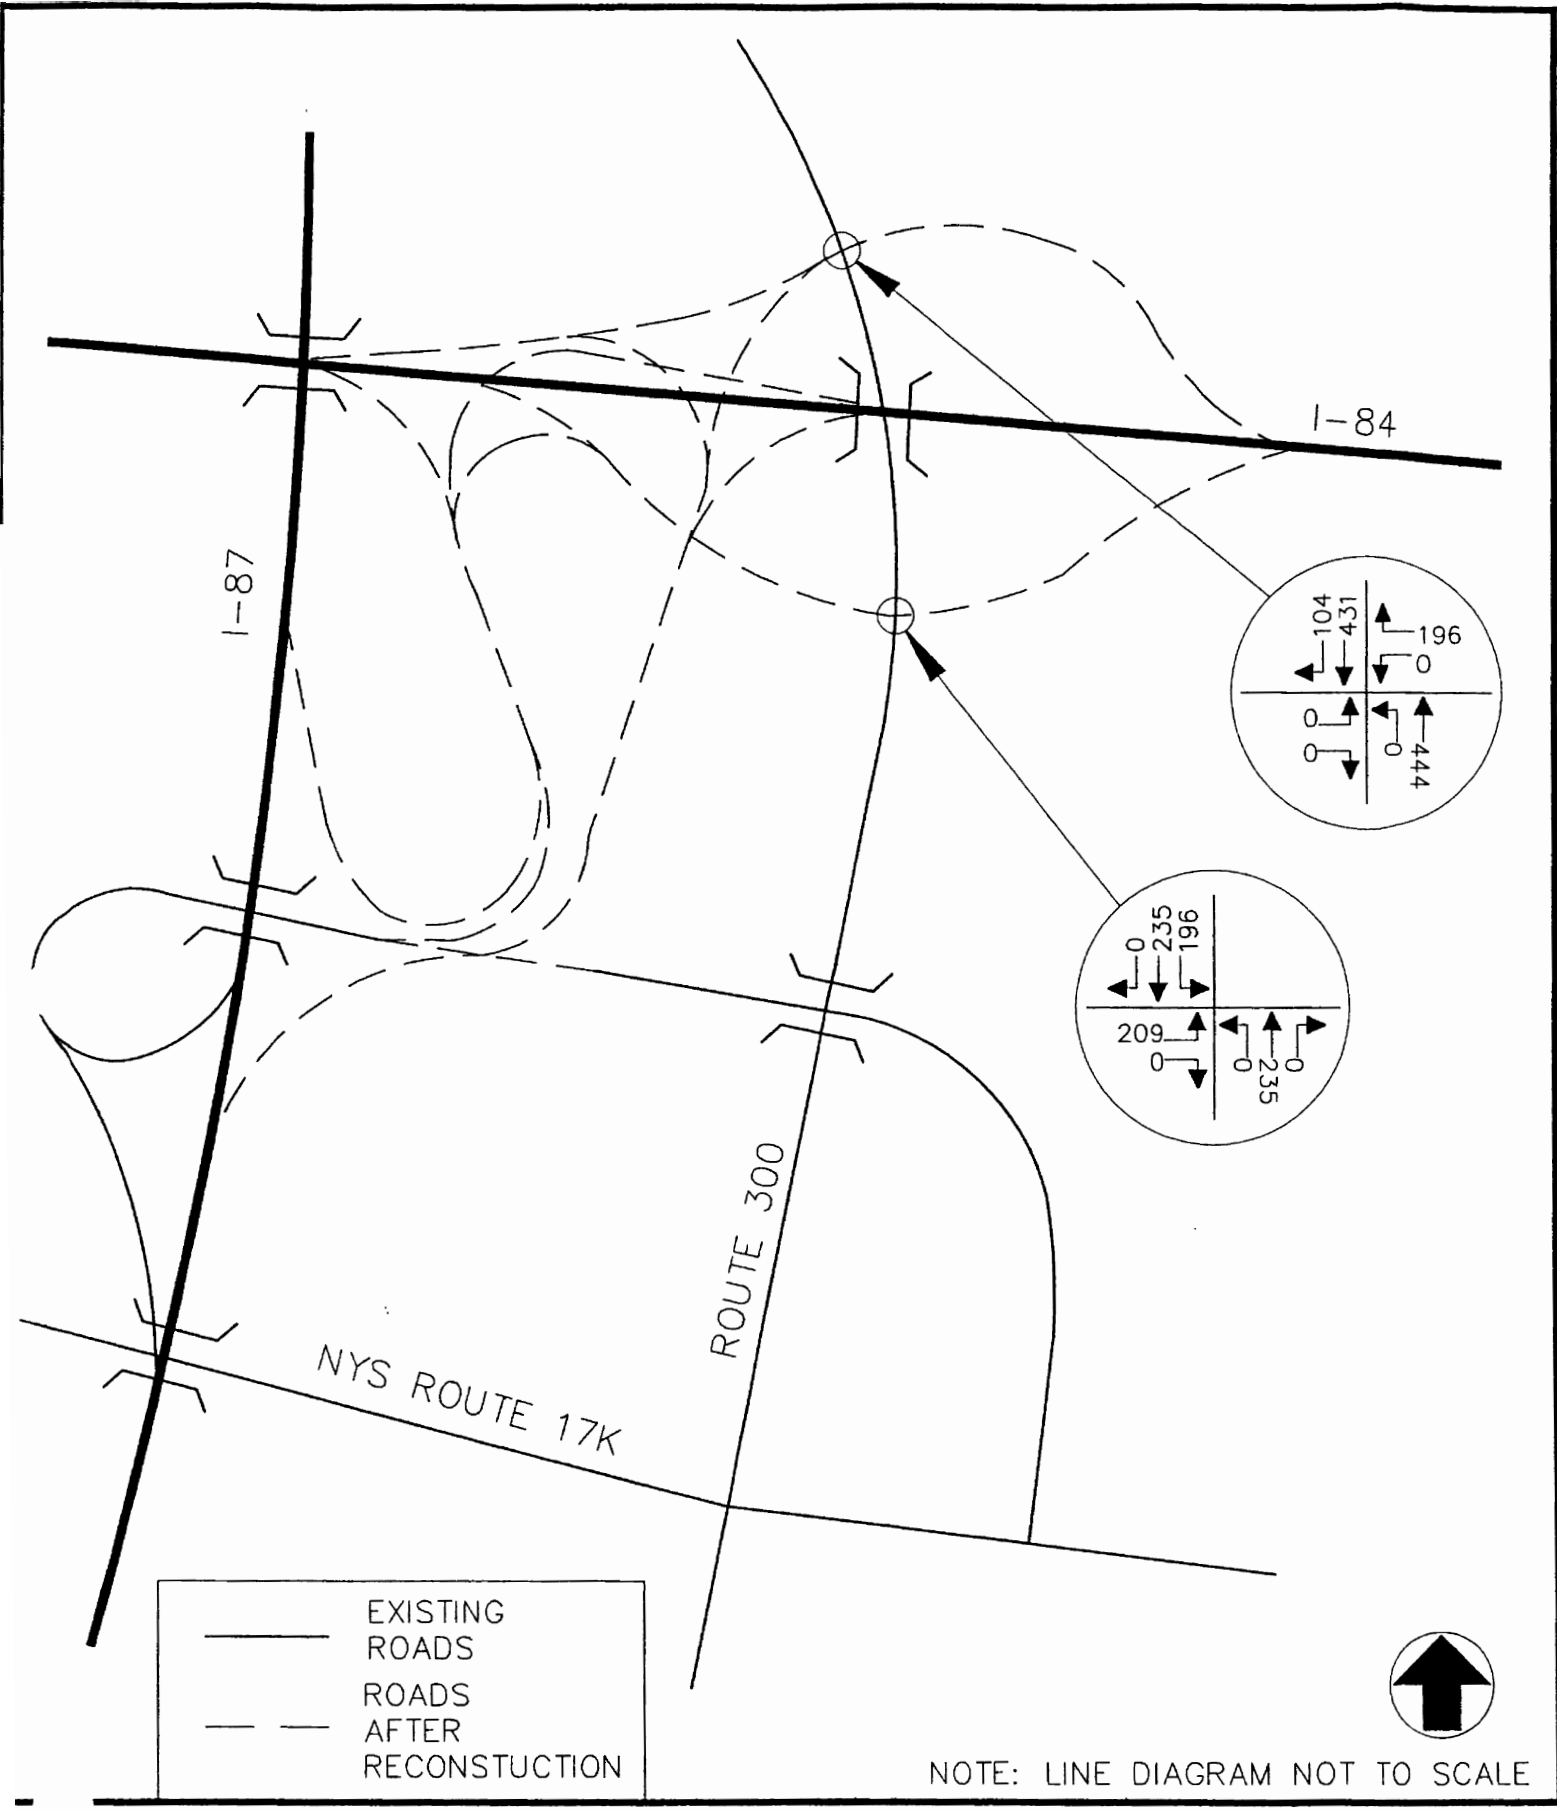 I-84
I-87
104
431
196
0
0
0
0
444
0
235
196
209
0
0
235
0
ROUTE 300
NYS ROUTE 17K
EXISTING
ROADS
ROADS
AFTER
RECONSTUCTION
NOTE: LINE DIAGRAM NOT TO SCALE